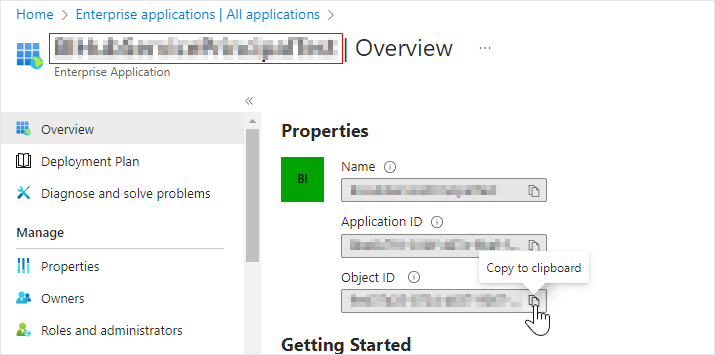 Home > Enterprise applications | All applications >
| Overview ...
Enterprise Application
«
Overview
Deployment Plan
Diagnose and solve problems
Manage
Properties
Owners
Roles and administrators
Properties
BI
Name
Application ID
Copy to clipboard
Object ID
Getting Started